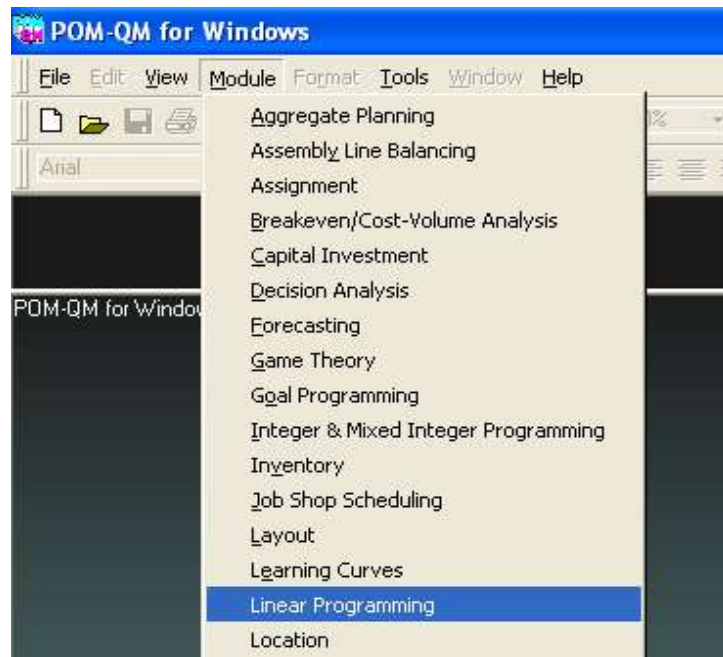 POM-QM for Windows
File Edit View Module Format Tools Window Help
Aggregate Planning
Assembly Line Balancing
Arial
Assignment
Breakeven/Cost-Volume Analysis
Capital Investment
Decision Analysis
POM-QM for
Forecasting
Game Theory
Goal Programming
Integer & Mixed Integer Programming
Inventory
Job Shop Scheduling
Layout
Learning Curves
Linear Programming
Location